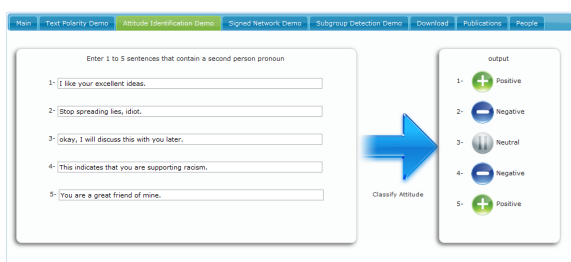 Main Text Polarity Demo Attitude Identification Demo Signed Network Demo Subgroup Detection Demo Download Publications People
Enter 1 to 5 sentences that contain a second person pronoun
1- I like your excellent ideas.
2- Stop spreading lies, idiot.
3- okay, I will discuss this with you later.
4- This indicates that you are supporting racism.
5- You are a great friend of mine.
Classify Attitude
output
1- Positive
2- Negative
3- Neutral
4- Negative
5- Positive